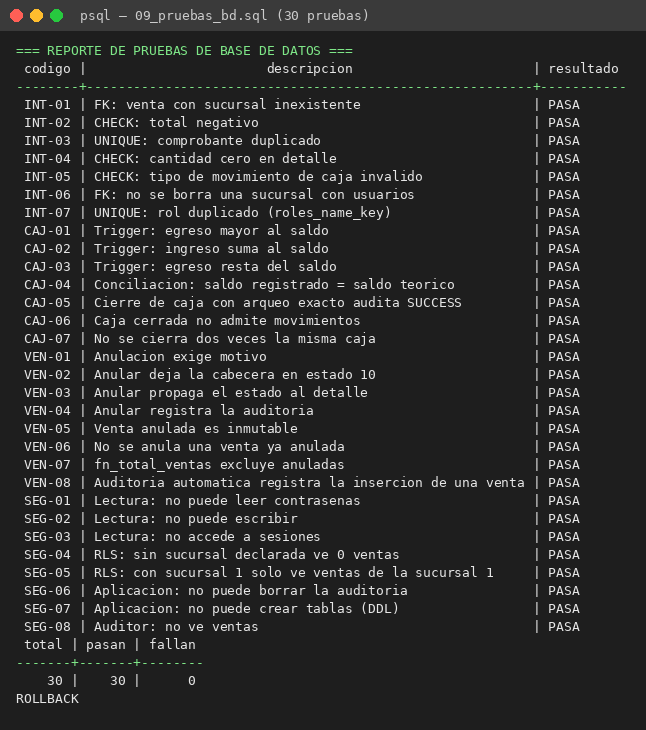 psql — 09_pruebas_bd.sql (30 pruebas)
=== REPORTE DE PRUEBAS DE BASE DE DATOS ===
 codigo |                       descripcion                       | resultado
--------+---------------------------------------------------------+-----------
 INT-01 | FK: venta con sucursal inexistente                      | PASA
 INT-02 | CHECK: total negativo                                   | PASA
 INT-03 | UNIQUE: comprobante duplicado                           | PASA
 INT-04 | CHECK: cantidad cero en detalle                         | PASA
 INT-05 | CHECK: tipo de movimiento de caja invalido              | PASA
 INT-06 | FK: no se borra una sucursal con usuarios               | PASA
 INT-07 | UNIQUE: rol duplicado (roles_name_key)                  | PASA
 CAJ-01 | Trigger: egreso mayor al saldo                          | PASA
 CAJ-02 | Trigger: ingreso suma al saldo                          | PASA
 CAJ-03 | Trigger: egreso resta del saldo                         | PASA
 CAJ-04 | Conciliacion: saldo registrado = saldo teorico          | PASA
 CAJ-05 | Cierre de caja con arqueo exacto audita SUCCESS         | PASA
 CAJ-06 | Caja cerrada no admite movimientos                      | PASA
 CAJ-07 | No se cierra dos veces la misma caja                    | PASA
 VEN-01 | Anulacion exige motivo                                  | PASA
 VEN-02 | Anular deja la cabecera en estado 10                    | PASA
 VEN-03 | Anular propaga el estado al detalle                     | PASA
 VEN-04 | Anular registra la auditoria                            | PASA
 VEN-05 | Venta anulada es inmutable                              | PASA
 VEN-06 | No se anula una venta ya anulada                        | PASA
 VEN-07 | fn_total_ventas excluye anuladas                        | PASA
 VEN-08 | Auditoria automatica registra la insercion de una venta | PASA
 SEG-01 | Lectura: no puede leer contrasenas                      | PASA
 SEG-02 | Lectura: no puede escribir                              | PASA
 SEG-03 | Lectura: no accede a sesiones                           | PASA
 SEG-04 | RLS: sin sucursal declarada ve 0 ventas                 | PASA
 SEG-05 | RLS: con sucursal 1 solo ve ventas de la sucursal 1     | PASA
 SEG-06 | Aplicacion: no puede borrar la auditoria                | PASA
 SEG-07 | Aplicacion: no puede crear tablas (DDL)                 | PASA
 SEG-08 | Auditor: no ve ventas                                   | PASA
 total | pasan | fallan
-------+-------+--------
    30 |    30 |      0
ROLLBACK